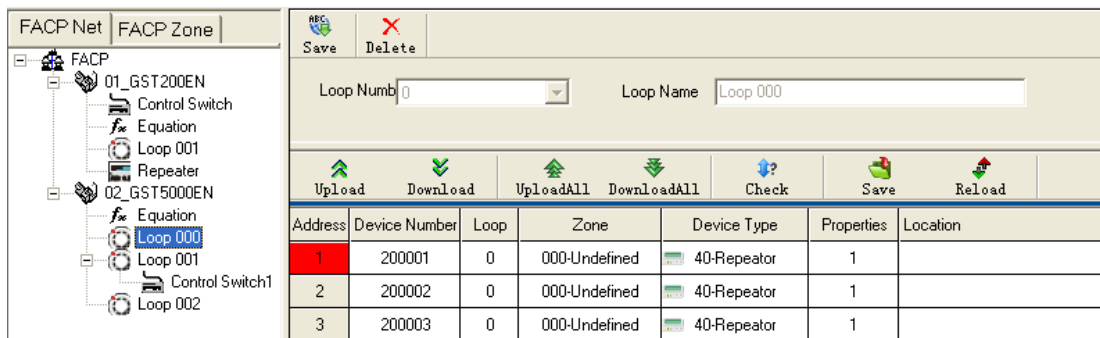 FACP Net FACP Zone
FACP
01_GST200EN
Control Switch
Equation
Loop 001
Repeater
02_GST5000EN
Equation
Loop 000
Loop 001
Control Switch1
Loop 002
ABC
Save Delete
Loop Numb 0 Loop Name Loop 000
Upload Download UploadAll DownloadAll Check Save Reload
Address Device Number Loop Zone Device Type Properties Location
1 200001 0 000-Undefined 40-Repeator 1
2 200002 0 000-Undefined 40-Repeator 1
3 200003 0 000-Undefined 40-Repeator 1